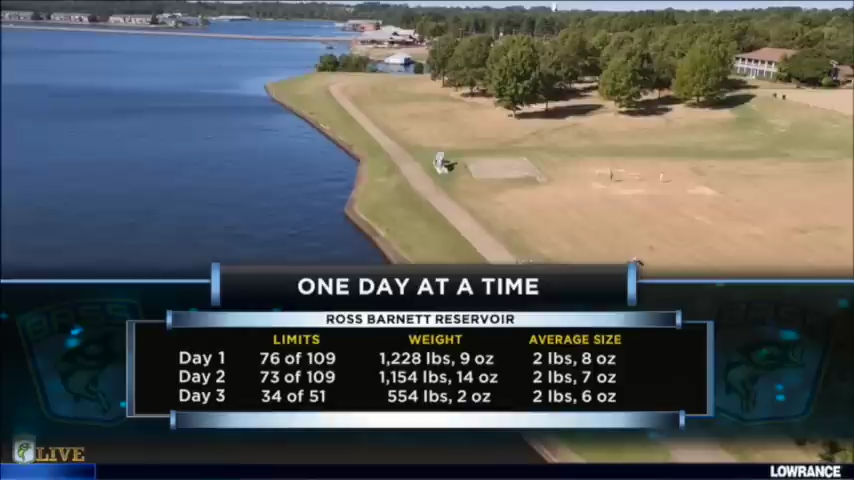 ONE DAY AT A TIME
ROSS BARNETT RESERVOIR
LIMITS WEIGHT AVERAGE SIZE
Day 1 76 of 109 1,228 lbs, 9 oz 2 lbs, 8 oz
Day 2 73 of 109 1,154 lbs, 14 oz 2 lbs, 7 oz
Day 3 34 of 51 554 lbs, 2 oz 2 lbs, 6 oz
LIVE
LOWRANCE